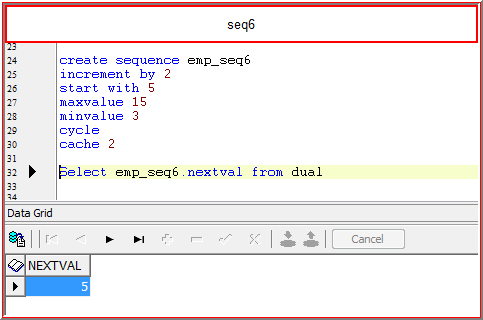 seq6
23
24 create sequence emp_seq6
25 increment by 2
26 start with 5
27 maxvalue 15
28 minvalue 3
29 cycle
30 cache 2
31
32 Select emp_seq6.nextval from dual
33
34
Data Grid
Cancel
NEXTVAL
5